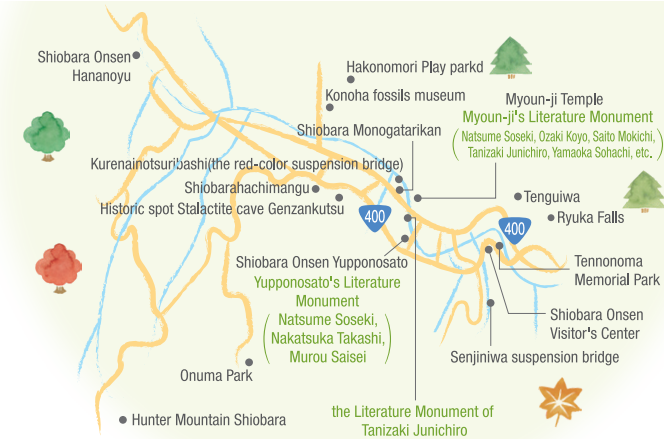 Shiobara Onsen
Hananoyu
Hakonomori Play parkd
Konoha fossils museum
Myoun-ji Temple
Myoun-ji's Literature Monument
(Natsume Soseki, Ozaki Koyo, Saito Mokichi,
Tanizaki Junichiro, Yamaoka Sohachi, etc.)
Shiobara Monogatarikan
Kurenainotsuribashi(the red-color suspension bridge)
Shiobarahachimangu
Historic spot Stalactite cave Genzankutsu
400
Tenguiwa
Ryuka Falls
400
Shiobara Onsen Yupponosato
Yupponosato's Literature
Monument
(Natsume Soseki,
Nakatsuka Takashi,
Murou Saisei)
Tennonoma
Memorial Park
Shiobara Onsen
Visitor's Center
Senjiniwa suspension bridge
Onuma Park
the Literature Monument of
Tanizaki Junichiro
Hunter Mountain Shiobara